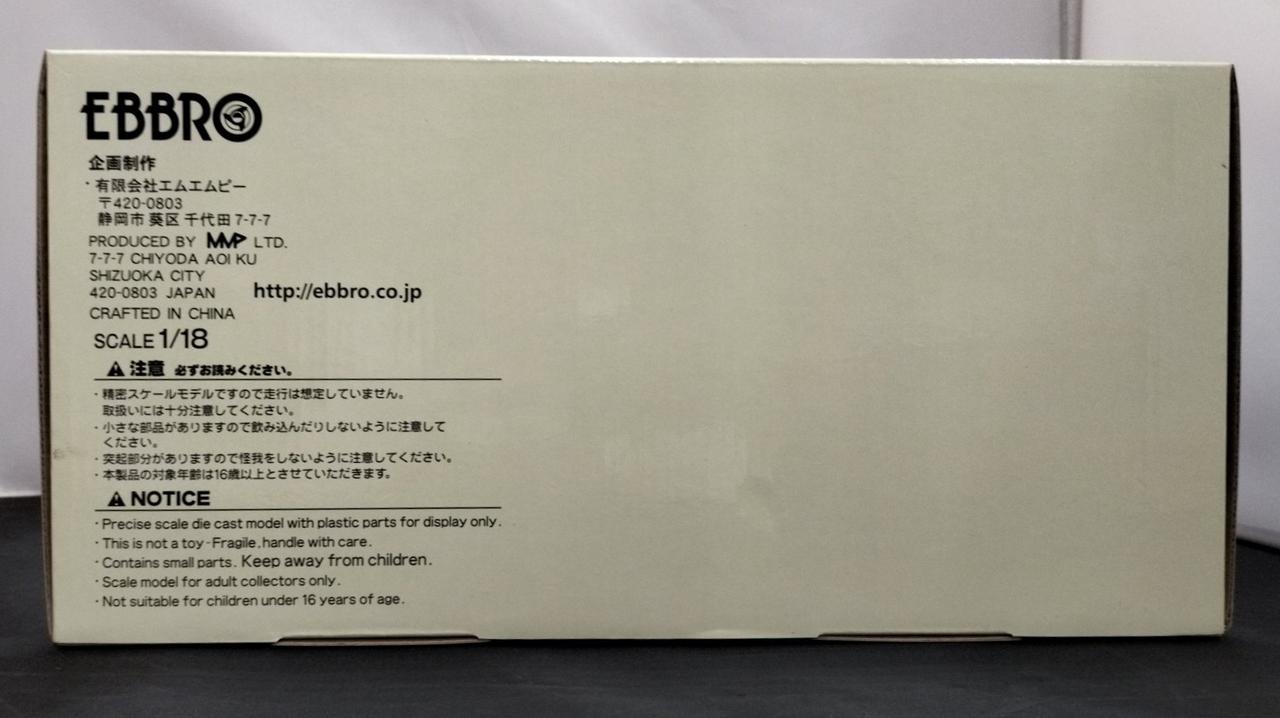 EBBRO
企画制作
・有限会社エムエムピー
〒420-0803
静岡市 葵区 千代田 7-7-7
PRODUCED BY MMP LTD.
7-7-7 CHIYODA AOI KU
SHIZUOKA CITY
420-0803 JAPAN http://ebbro.co.jp
CRAFTED IN CHINA
SCALE 1/18
注意 必ずお読みください。
・精密スケールモデルですので走行は想定していません。
取扱いには十分注意してください。
・小さな部品がありますので飲み込んだりしないように注意して
ください。
・突起部分がありますので怪我をしないように注意してください。
・本製品の対象年齢は16歳以上とさせていただきます。
NOTICE
・Precise scale die cast model with plastic parts for display only.
・This is not a toy - Fragile, handle with care.
・Contains small parts. Keep away from children.
・Scale model for adult collectors only.
・Not suitable for children under 16 years of age.